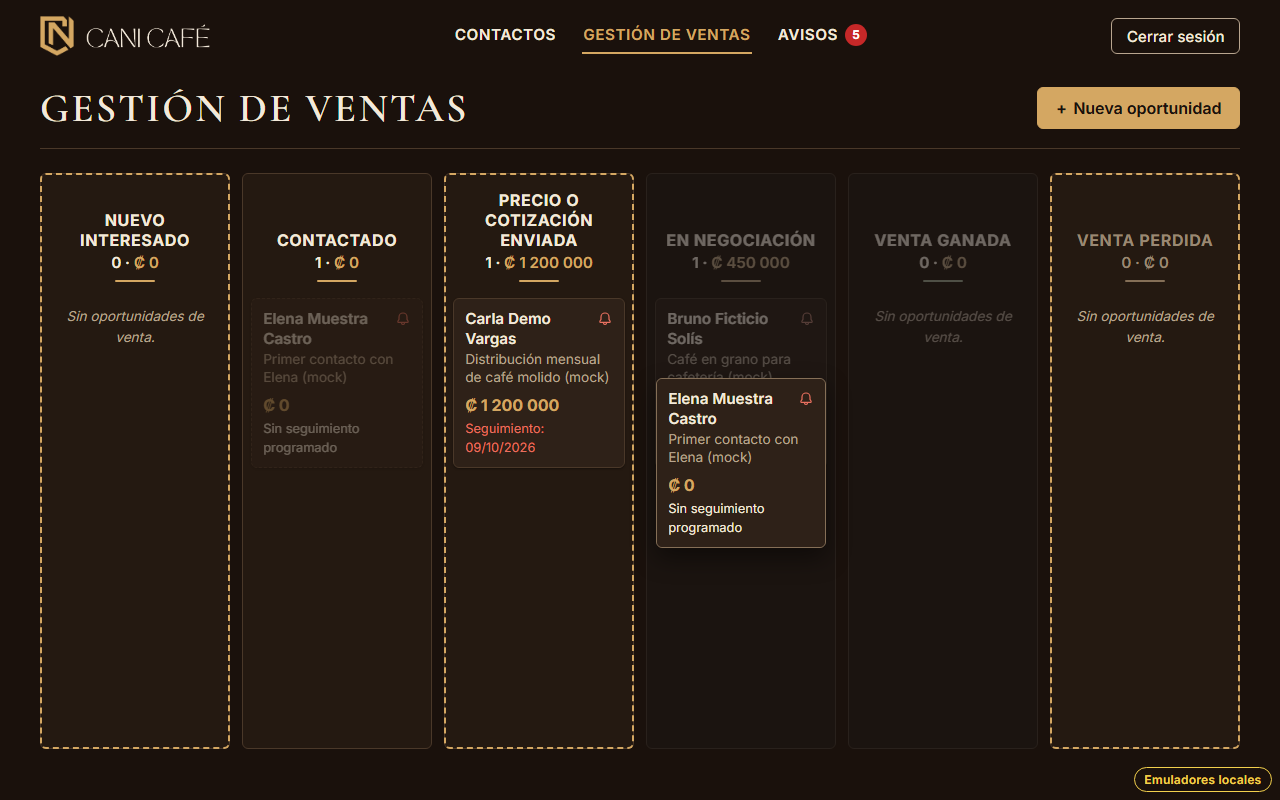 CANI CAFÉ
CONTACTOS
GESTIÓN DE VENTAS
AVISOS 5
Cerrar sesión
GESTIÓN DE VENTAS
+ Nueva oportunidad
NUEVO
INTERESADO
0 · ₡ 0
Sin oportunidades de
venta.
CONTACTADO
1 · ₡ 0
Elena Muestra
Castro
Primer contacto con
Elena (mock)
₡ 0
Sin seguimiento
programado
PRECIO O
COTIZACIÓN
ENVIADA
1 · ₡ 1 200 000
Carla Demo
Vargas
Distribución mensual
de café molido (mock)
₡ 1 200 000
Seguimiento:
09/10/2026
EN NEGOCIACIÓN
1 · ₡ 450 000
Bruno Ficticio
Solís
Café en grano para
cafetería (mock)
Elena Muestra
Castro
Primer contacto con
Elena (mock)
₡ 0
Sin seguimiento
programado
VENTA GANADA
0 · ₡ 0
Sin oportunidades de
venta.
VENTA PERDIDA
0 · ₡ 0
Sin oportunidades de
venta.
Emuladores locales